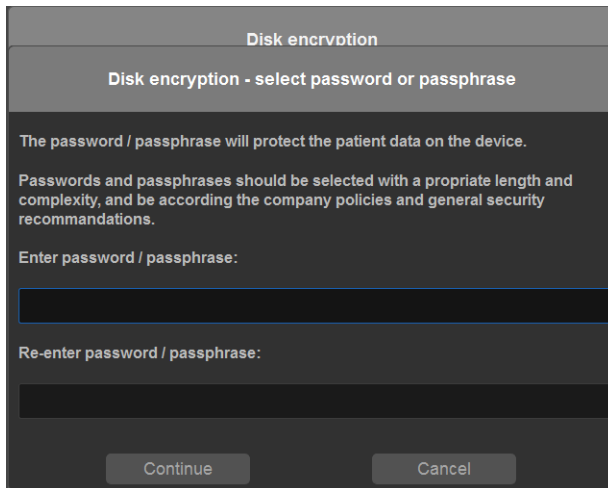 Disk encryption
Disk encryption - select password or passphrase
The password / passphrase will protect the patient data on the device.
Passwords and passphrases should be selected with a propriate length and
complexity, and be according the company policies and general security
recommandations.
Enter password / passphrase:
Re-enter password / passphrase:
Continue
Cancel